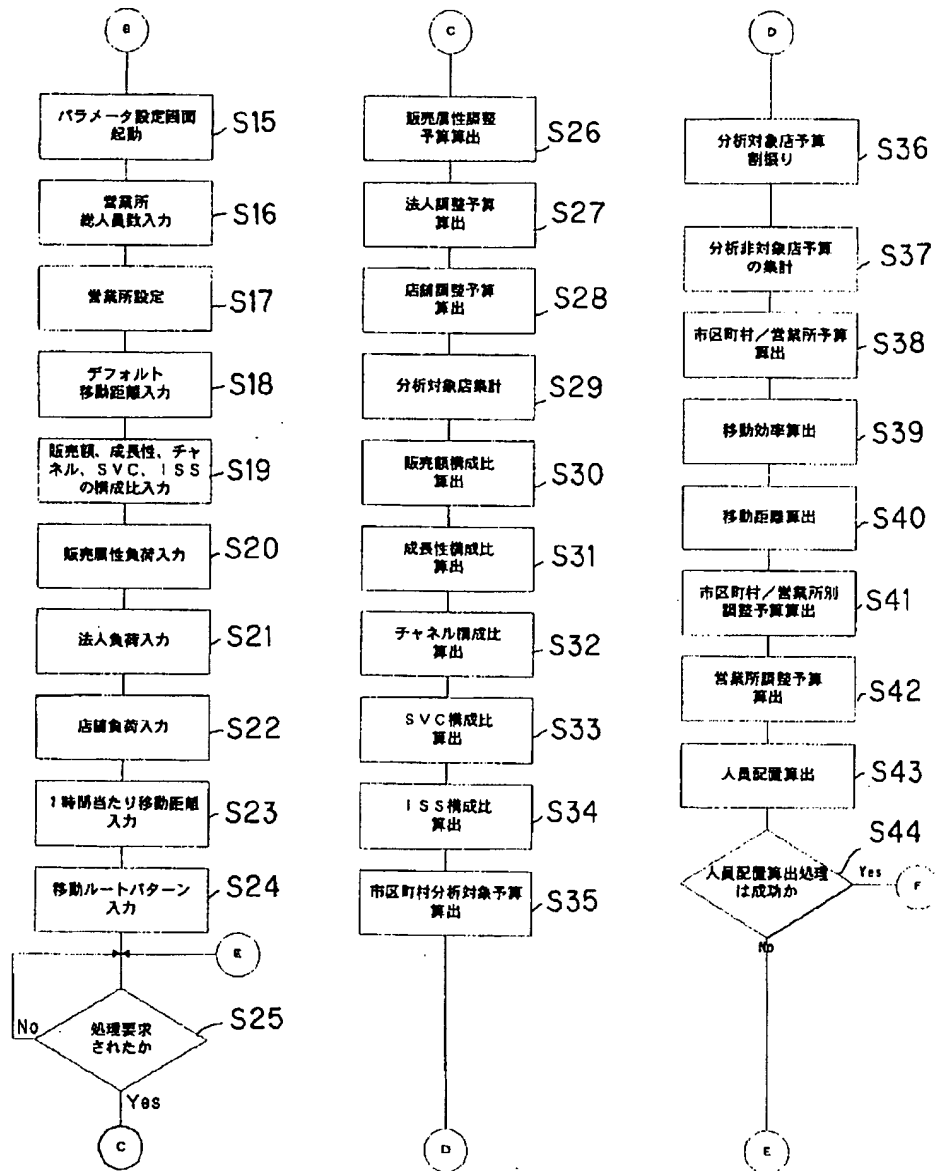 B
パラメータ設定画面
起動
S15
営業所
総人員数入力
S16
営業所設定
S17
デフォルト
移動距離入力
S18
販売額、成長性、チャ
ネル、SVC、ISS
の構成比入力
S19
販売属性負荷入力
S20
法人負荷入力
S21
店舗負荷入力
S22
1時間当たり移動距離
入力
S23
移動ルートパターン
入力
S24
E
処理要求
されたか
S25
No
Yes
C
C
販売属性調整
予算算出
S26
法人調整予算
算出
S27
店舗調整予算
算出
S28
分析対象店集計
S29
販売額構成比
算出
S30
成長性構成比
算出
S31
チャネル構成比
算出
S32
SVC構成比
算出
S33
ISS構成比
算出
S34
市区町村分析対象予算
算出
S35
D
D
分析対象店予算
割振り
S36
分析非対象店予算
の集計
S37
市区町村/営業所予算
算出
S38
移動効率算出
S39
移動距離算出
S40
市区町村/営業所別
調整予算算出
S41
営業所調整予算
算出
S42
人員配置算出
S43
人員配置算出処理
は成功か
S44
Yes
F
No
E